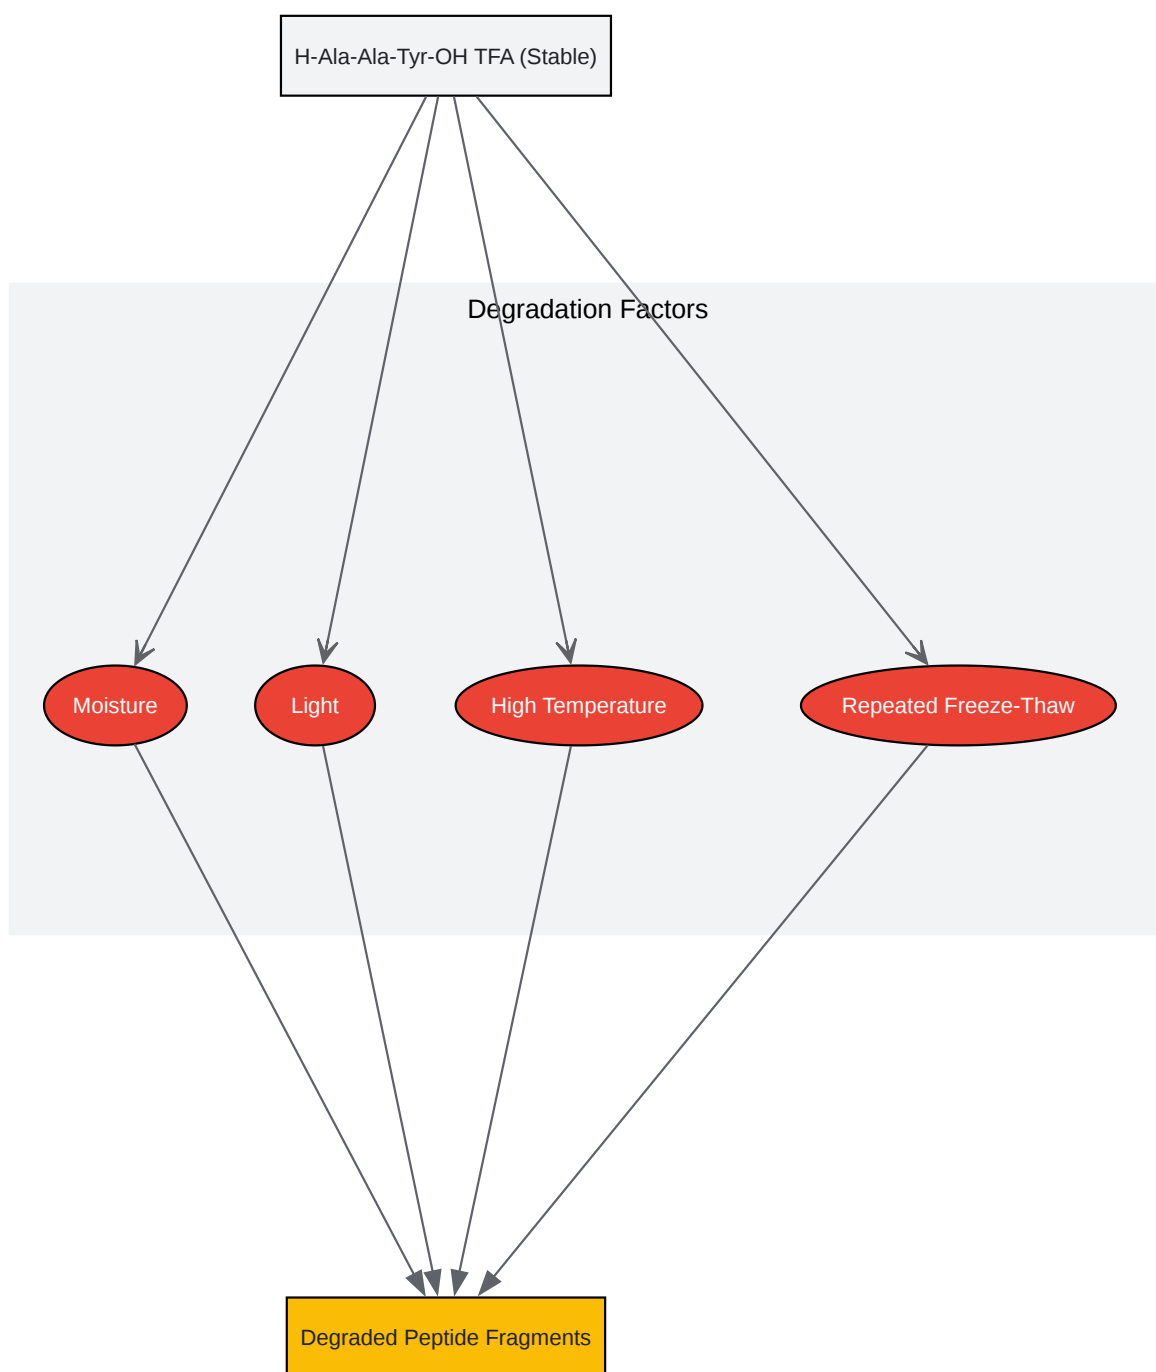 H-Ala-Ala-Tyr-OH TFA (Stable)
Degradation Factors
Moisture
Light
High Temperature
Repeated Freeze-Thaw
Degraded Peptide Fragments